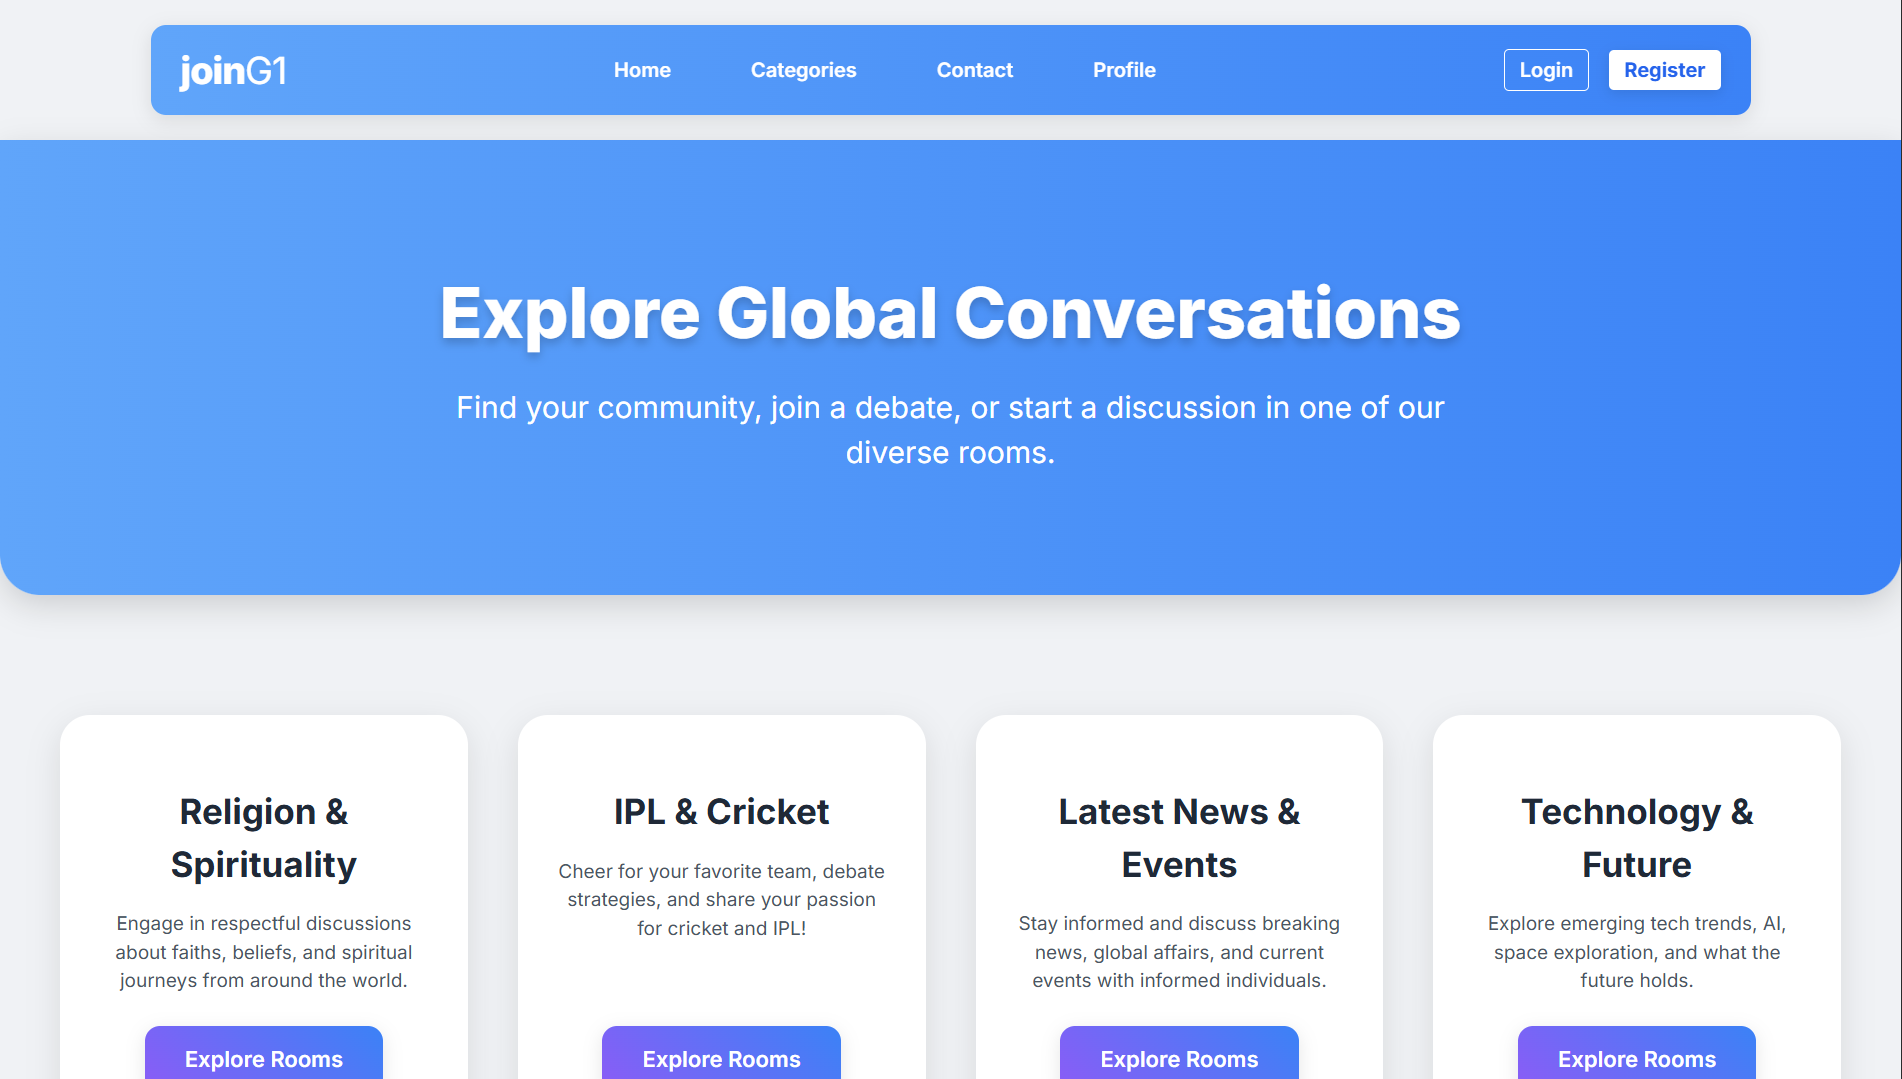 joinG1
Home
Categories
Contact
Profile
Login
Register
Explore Global Conversations
Find your community, join a debate, or start a discussion in one of our
diverse rooms.
Religion &
Spirituality
Engage in respectful discussions
about faiths, beliefs, and spiritual
journeys from around the world.
Explore Rooms
IPL & Cricket
Cheer for your favorite team, debate
strategies, and share your passion
for cricket and IPL!
Explore Rooms
Latest News &
Events
Stay informed and discuss breaking
news, global affairs, and current
events with informed individuals.
Explore Rooms
Technology &
Future
Explore emerging tech trends, AI,
space exploration, and what the
future holds.
Explore Rooms